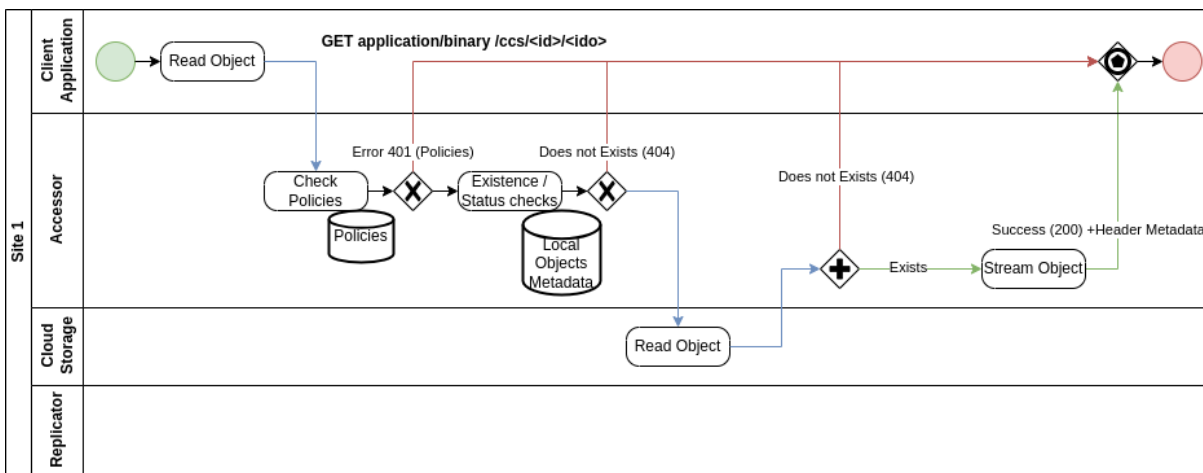 Site 1
Client
Application
Accessor
Cloud
Storage
Replicator
GET application/binary /ccs/<id>/<ido>
Read Object
Error 401 (Policies)
Does not Exists (404)
Check
Policies
Policies
Existence /
Status checks
Local
Objects
Metadata
Does not Exists (404)
Exists
Success (200) +Header Metadata
Stream Object
Read Object